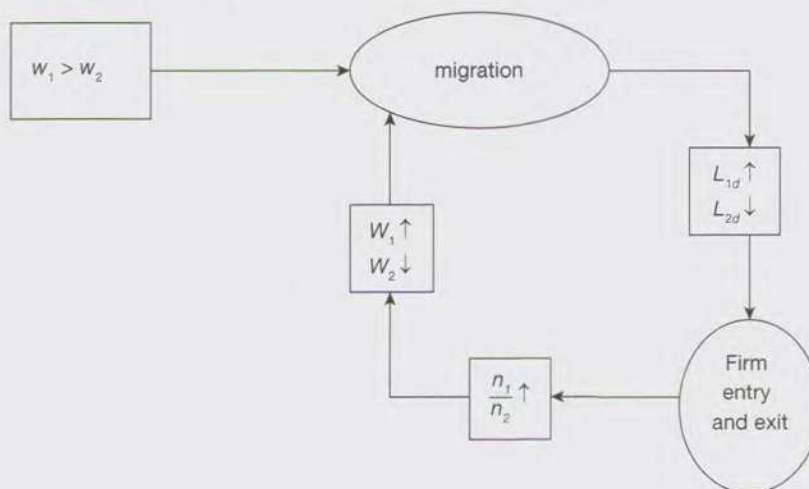 w₁ > w₂
migration
L₁d ↑
L₂d ↓
W₁ ↑
W₂ ↓
n₁
n₂ ↑
Firm
entry
and exit